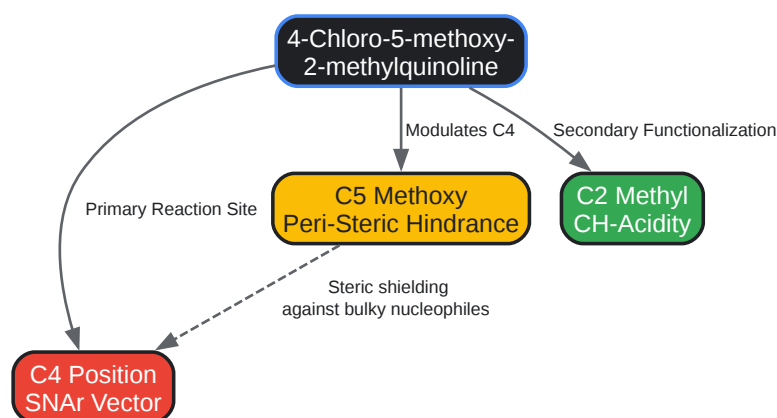 4-Chloro-5-methoxy-
2-methylquinoline
Modulates C4
Secondary Functionalization
Primary Reaction Site
C5 Methoxy
Peri-Steric Hindrance
C2 Methyl
CH-Acidity
Steric shielding
against bulky nucleophiles
C4 Position
SNAr Vector